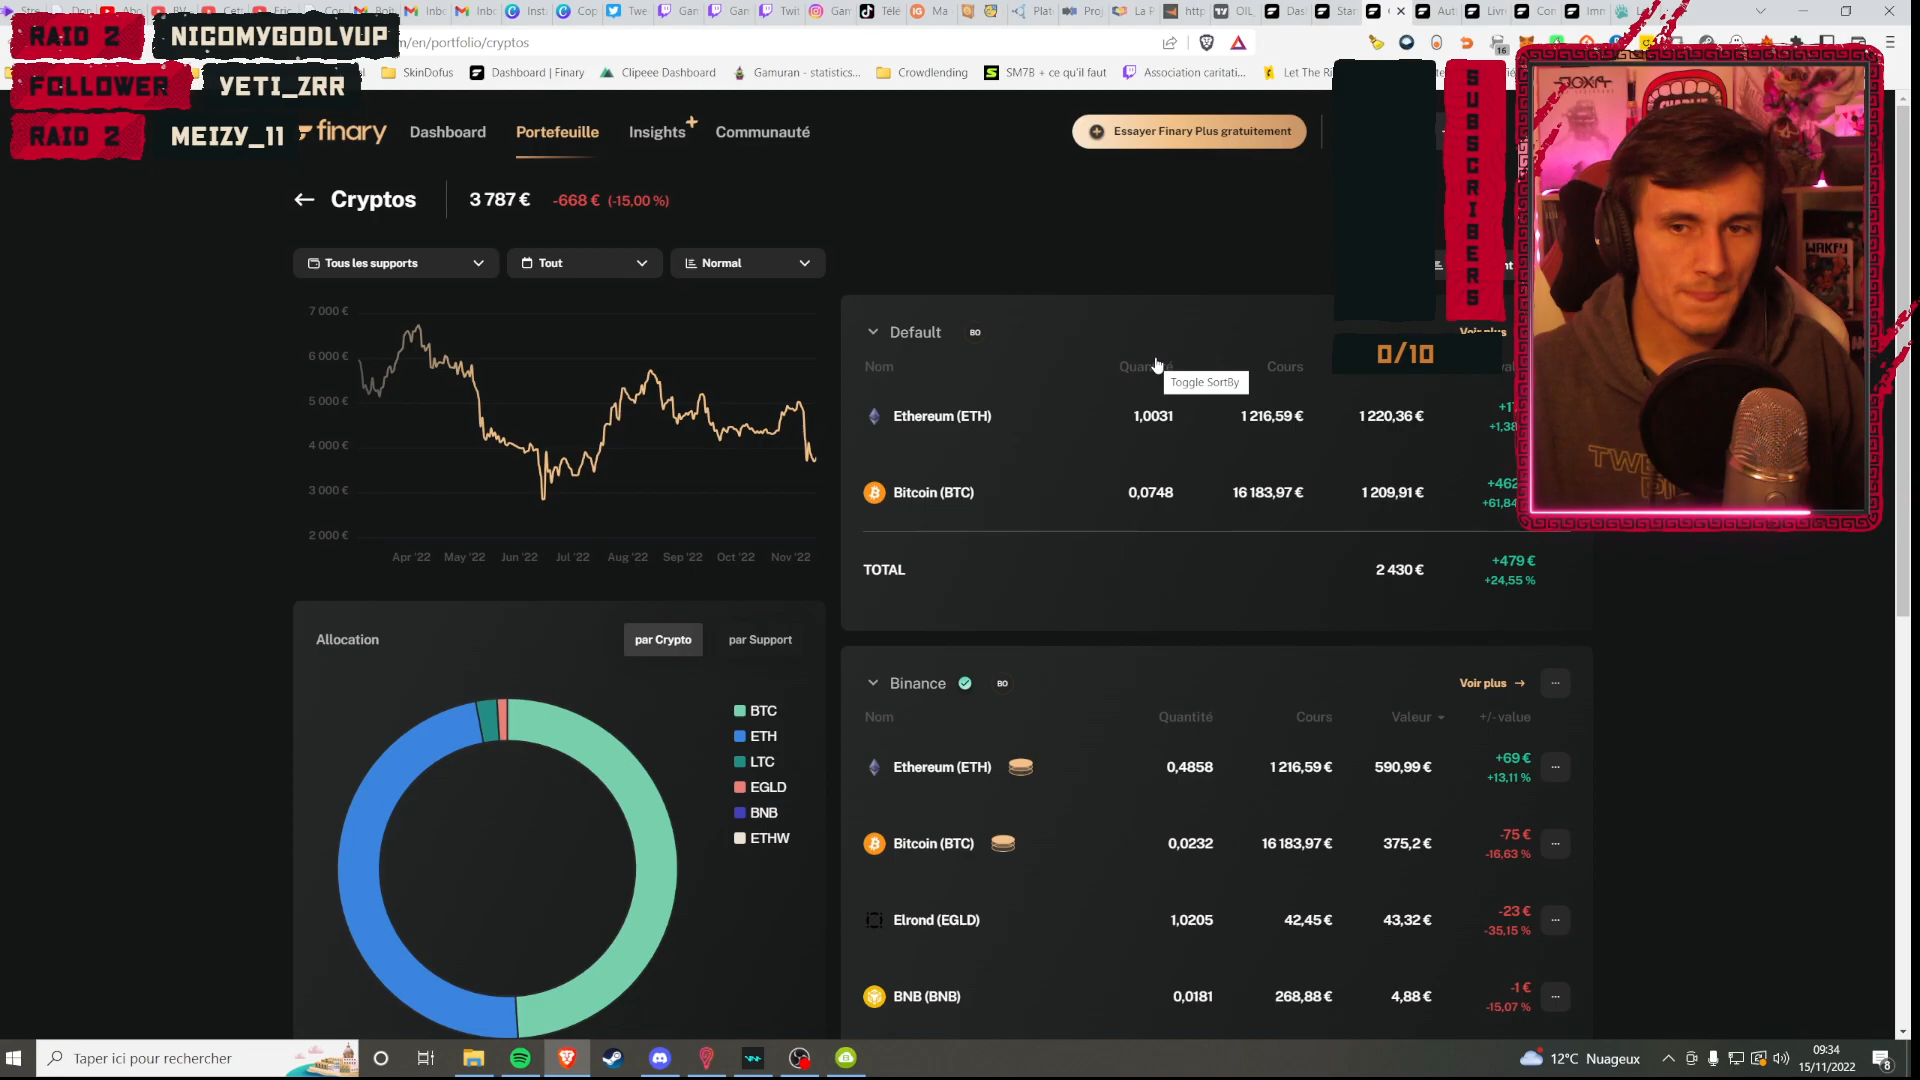 RAID 2
NICOMYGODLVUP
FOLLOWER
YETI_ZRR
RAID 2
MEIZY_11
/en/portfolio/cryptos
SkinDofus
Dashboard | Finary
Clipeee Dashboard
Gamuran - statistics...
Crowdlending
SM7B + ce qu'il faut
Association caritati...
finary
Dashboard
Portefeuille
Insights
Communauté
Essayer Finary Plus gratuitement
Cryptos
3 787 €
-668 € (-15,00 %)
Tous les supports
Tout
Normal
7 000 €
6 000 €
5 000 €
4 000 €
3 000 €
2 000 €
Apr '22
May '22
Jun '22
Jul '22
Aug '22
Sep '22
Oct '22
Nov '22
Default
BO
Nom
Cours
Toggle SortBy
Ethereum (ETH)
1,0031
1 216,59 €
1 220,36 €
Bitcoin (BTC)
0,0748
16 183,97 €
1 209,91 €
TOTAL
2 430 €
+479 €
+24,55 %
SUBSCRIBERS
0/10
WAKFU
Allocation
par Crypto
par Support
BTC
ETH
LTC
EGLD
BNB
ETHW
Binance
BO
Voir plus →
Nom
Quantité
Cours
Valeur
+/- value
Ethereum (ETH)
0,4858
1 216,59 €
590,99 €
+69 €
+13,11 %
Bitcoin (BTC)
0,0232
16 183,97 €
375,2 €
-75 €
-16,63 %
Elrond (EGLD)
1,0205
42,45 €
43,32 €
-23 €
-35,15 %
BNB (BNB)
0,0181
268,88 €
4,88 €
-1 €
-15,07 %
Taper ici pour rechercher
12°C Nuageux
09:34
15/11/2022
8